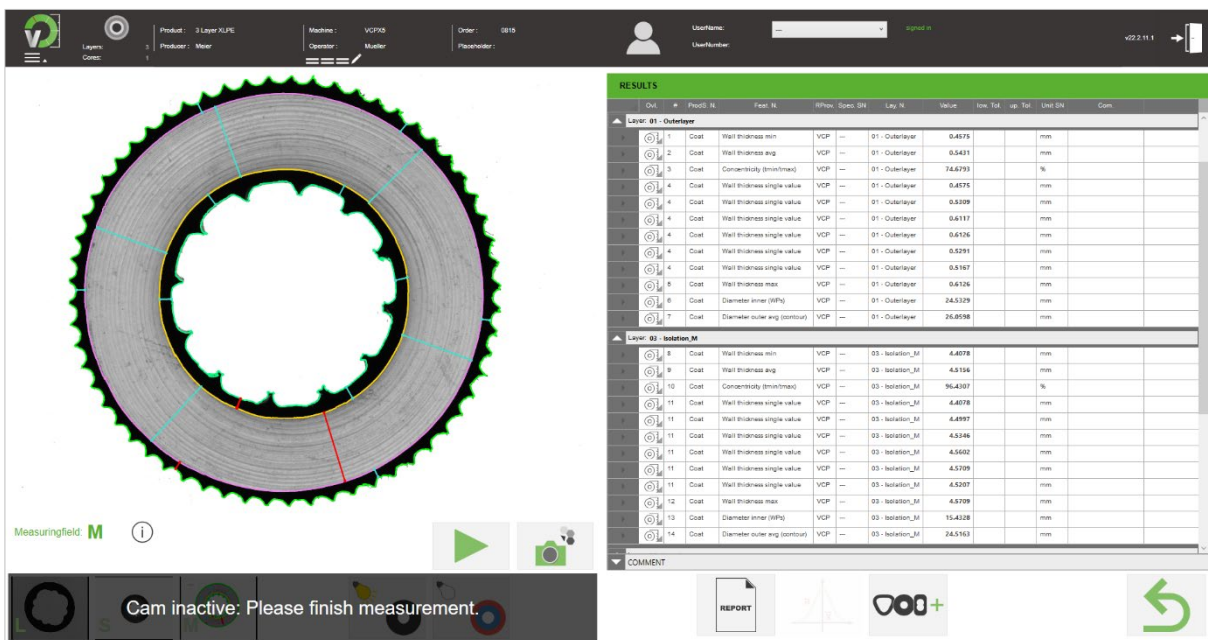 Layers: 3
Cores: 1
Product : 3 Layer XLPE
Producer : Meier
Machine : VCPX5
Operator : Mueller
Order : 0815
Placeholder :
UserName: ---
UserNumber:
signed in
v22.2.11.1
RESULTS
Ovl. # ProdS. N. Feat. N. RProv. Spec. SN Lay. N. Value low. Tol. up. Tol. Unit SN Com.
Layer: 01 - Outerlayer
1 Coat Wall thickness min VCP --- 01 - Outerlayer 0.4575 mm
2 Coat Wall thickness avg VCP --- 01 - Outerlayer 0.5431 mm
3 Coat Concentricity (tmin/tmax) VCP --- 01 - Outerlayer 74.6793 %
4 Coat Wall thickness single value VCP --- 01 - Outerlayer 0.4575 mm
4 Coat Wall thickness single value VCP --- 01 - Outerlayer 0.5309 mm
4 Coat Wall thickness single value VCP --- 01 - Outerlayer 0.6117 mm
4 Coat Wall thickness single value VCP --- 01 - Outerlayer 0.6126 mm
4 Coat Wall thickness single value VCP --- 01 - Outerlayer 0.5291 mm
4 Coat Wall thickness single value VCP --- 01 - Outerlayer 0.5167 mm
5 Coat Wall thickness max VCP --- 01 - Outerlayer 0.6126 mm
6 Coat Diameter inner (WPs) VCP --- 01 - Outerlayer 24.5329 mm
7 Coat Diameter outer avg (contour) VCP --- 01 - Outerlayer 26.0598 mm
Layer: 03 - Isolation_M
8 Coat Wall thickness min VCP --- 03 - Isolation_M 4.4078 mm
9 Coat Wall thickness avg VCP --- 03 - Isolation_M 4.5156 mm
10 Coat Concentricity (tmin/tmax) VCP --- 03 - Isolation_M 96.4307 %
11 Coat Wall thickness single value VCP --- 03 - Isolation_M 4.4078 mm
11 Coat Wall thickness single value VCP --- 03 - Isolation_M 4.4997 mm
11 Coat Wall thickness single value VCP --- 03 - Isolation_M 4.5346 mm
11 Coat Wall thickness single value VCP --- 03 - Isolation_M 4.5602 mm
11 Coat Wall thickness single value VCP --- 03 - Isolation_M 4.5709 mm
11 Coat Wall thickness single value VCP --- 03 - Isolation_M 4.5207 mm
12 Coat Wall thickness max VCP --- 03 - Isolation_M 4.5709 mm
13 Coat Diameter inner (WPs) VCP --- 03 - Isolation_M 15.4328 mm
14 Coat Diameter outer avg (contour) VCP --- 03 - Isolation_M 24.5163 mm
COMMENT
Measuringfield: M
i
L S M
Cam inactive: Please finish measurement.
REPORT